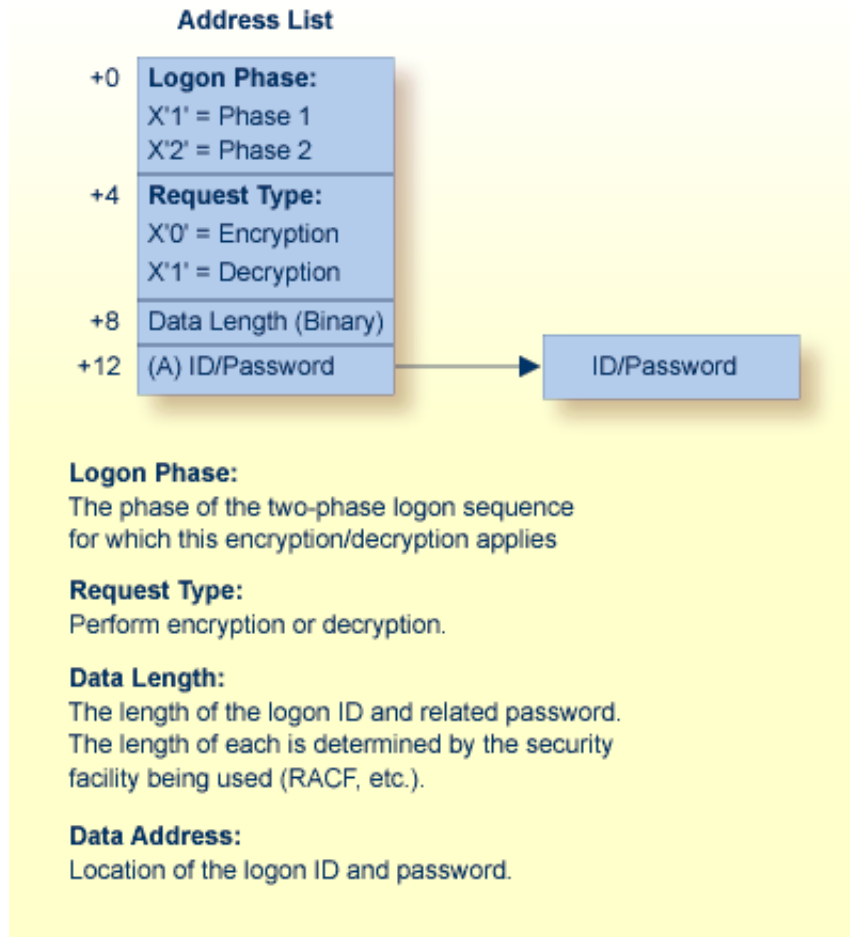 Address List
+0 Logon Phase:
X'1' = Phase 1
X'2' = Phase 2
+4 Request Type:
X'0' = Encryption
X'1' = Decryption
+8 Data Length (Binary)
+12 (A) ID/Password ID/Password
Logon Phase:
The phase of the two-phase logon sequence
for which this encryption/decryption applies
Request Type:
Perform encryption or decryption.
Data Length:
The length of the logon ID and related password.
The length of each is determined by the security
facility being used (RACF, etc.).
Data Address:
Location of the logon ID and password.